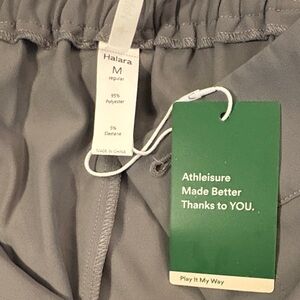 Halara
M
regular
95%
Polyester
5%
Elastane
MADE IN CHINA
Athleisure
Made Better
Thanks to YOU.
Play It My Way